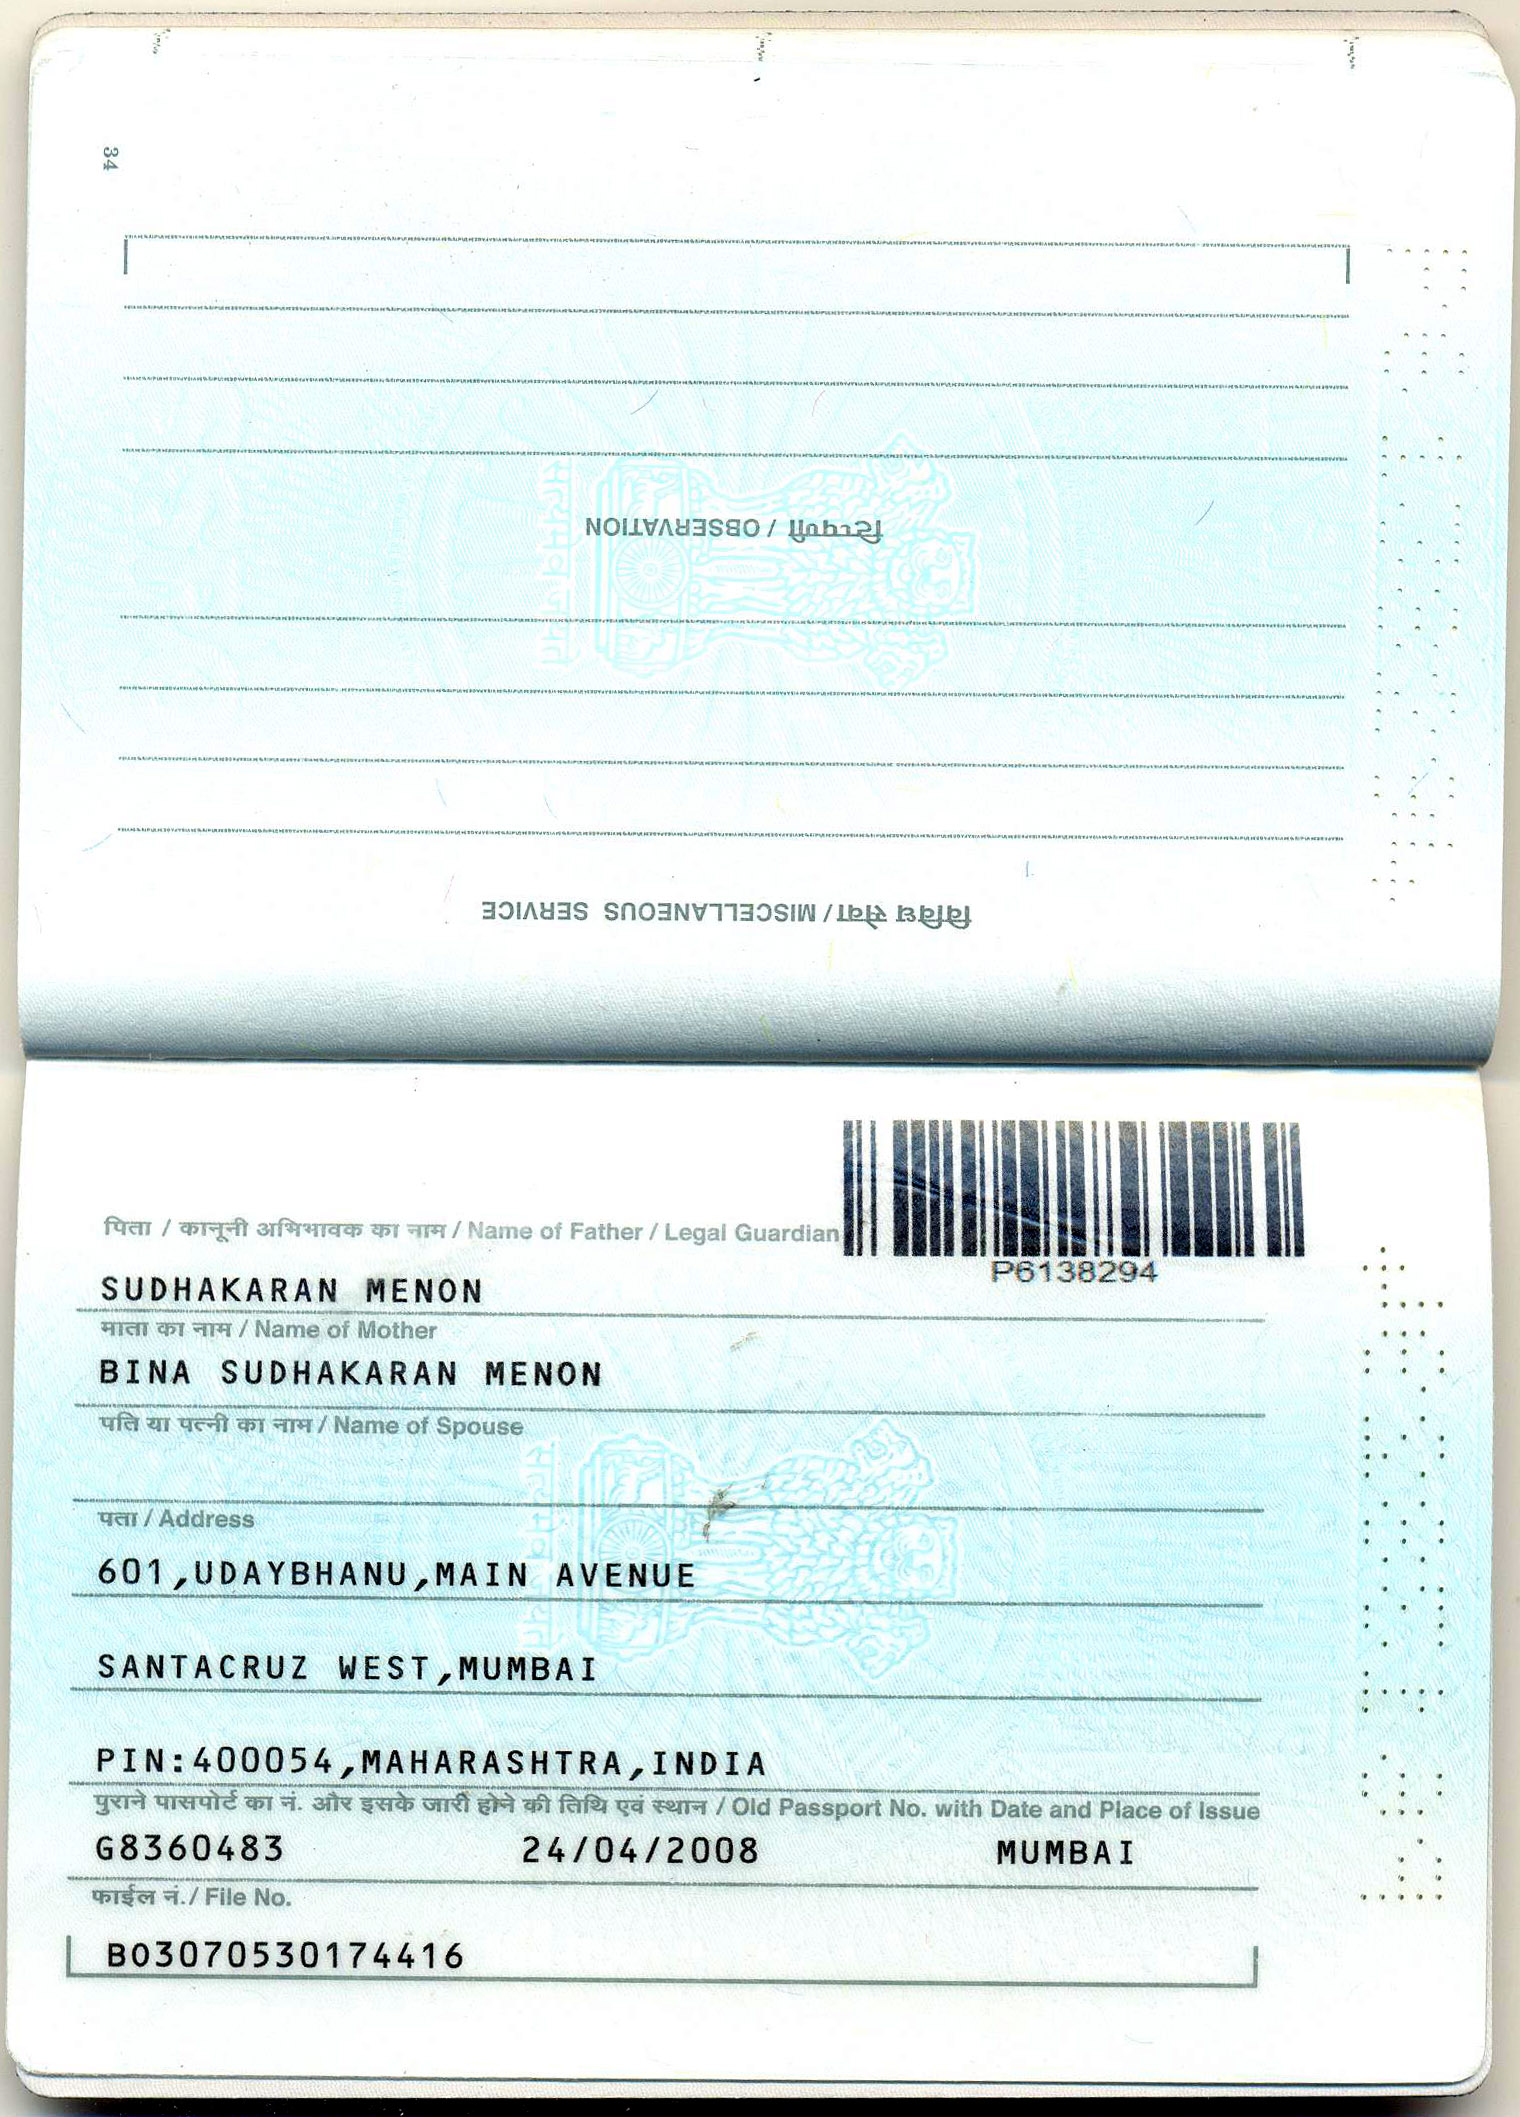 34
टिप्पणी / OBSERVATION
विविध सेवा / MISCELLANEOUS SERVICE
पिता / कानूनी अभिभावक का नाम / Name of Father / Legal Guardian
P6138294
SUDHAKARAN MENON
माता का नाम / Name of Mother
BINA SUDHAKARAN MENON
पति या पत्नी का नाम / Name of Spouse
पता / Address
601,UDAYBHANU,MAIN AVENUE
SANTACRUZ WEST,MUMBAI
PIN:400054,MAHARASHTRA,INDIA
पुराने पासपोर्ट का नं. और इसके जारी होने की तिथि एवं स्थान / Old Passport No. with Date and Place of Issue
G8360483 24/04/2008 MUMBAI
फाईल नं. / File No.
BO3070530174416